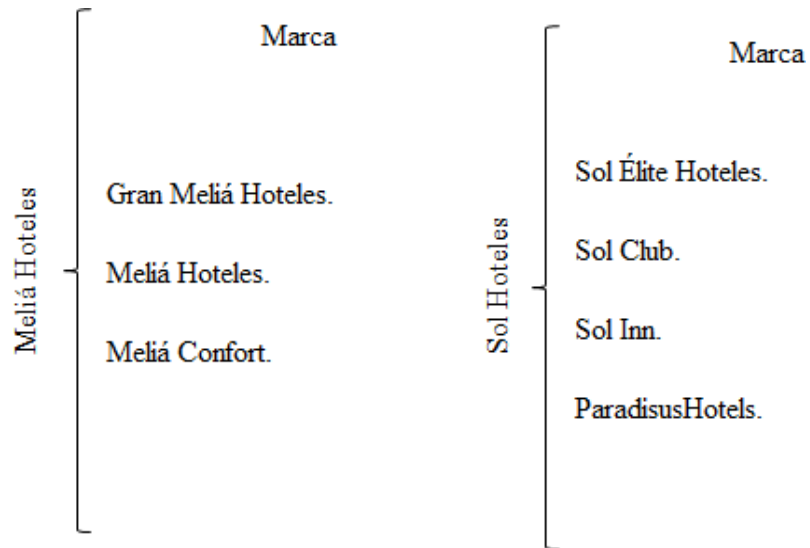 Meliá Hoteles
Marca
Gran Meliá Hoteles.
Meliá Hoteles.
Meliá Confort.
Sol Hoteles
Marca
Sol Élite Hoteles.
Sol Club.
Sol Inn.
ParadisusHotels.